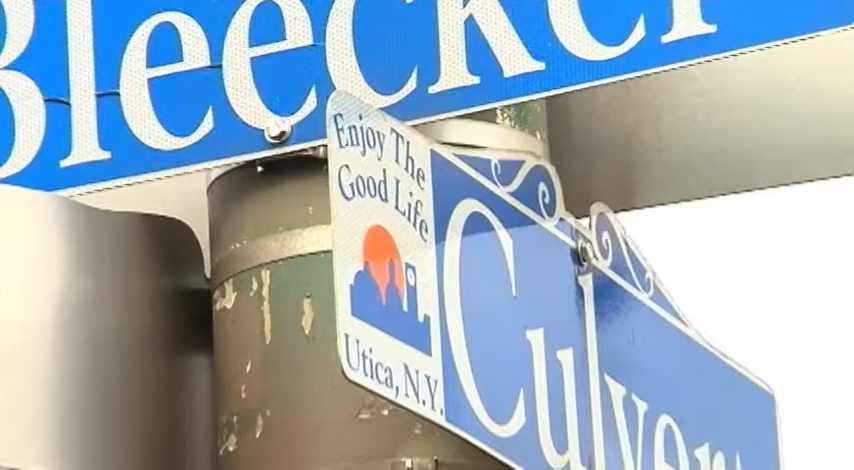 Bleecker
Enjoy The
Good Life
Utica, N.Y.
Culver